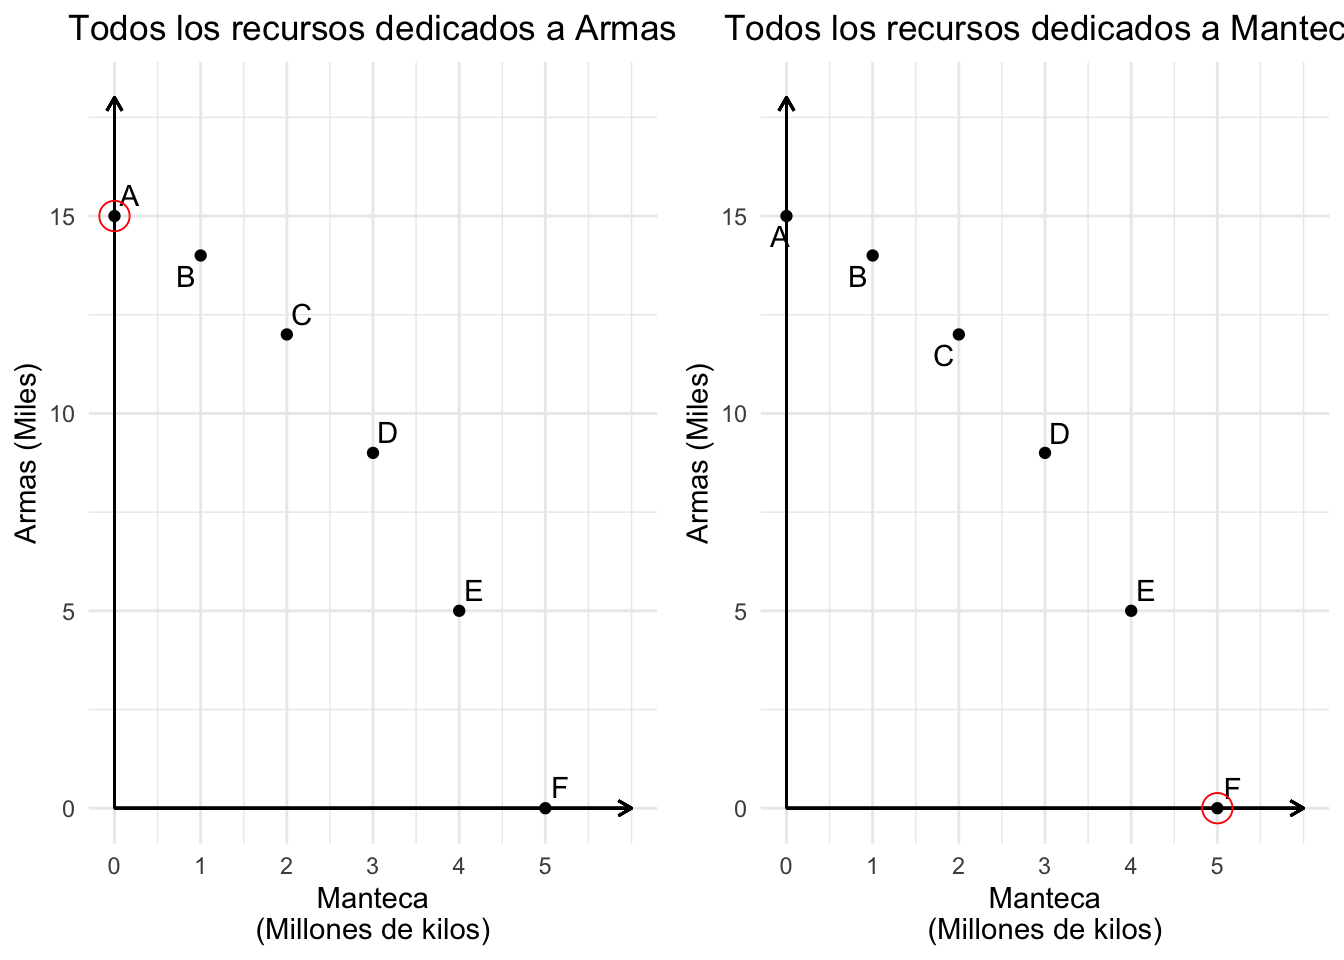 Todos los recursos dedicados a Armas
15
10
5
0
A
B
C
D
E
F
Armas (Miles)
0 1 2 3 4 5
Manteca
(Millones de kilos)
Todos los recursos dedicados a Mantec
15
10
5
0
A
B
C
D
E
F
Armas (Miles)
0 1 2 3 4 5
Manteca
(Millones de kilos)